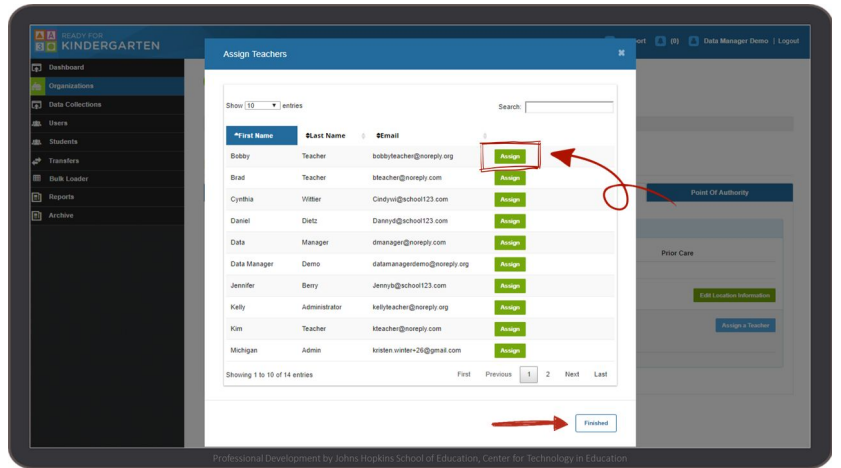 READY FOR
KINDERGARTEN
(0) Data Manager Demo | Logout
Dashboard
Organizations
Data Collections
Users
Students
Transfers
Bulk Loader
Reports
Archive
Assign Teachers
Show 10 entries Search:
First Name Last Name Email
Bobby Teacher bobbyteacher@noreply.org Assign
Brad Teacher bteacher@noreply.com Assign
Cynthia Wittier Cindywi@school123.com Assign
Daniel Dietz Dannyd@school123.com Assign
Data Manager dmanager@noreply.com Assign
Data Manager Demo datamanagerdemo@noreply.org Assign
Jennifer Berry Jennyb@school123.com Assign
Kelly Administrator kellyteacher@noreply.org Assign
Kim Teacher kteacher@noreply.com Assign
Michigan Admin kristen.winter+26@gmail.com Assign
Showing 1 to 10 of 14 entries First Previous 1 2 Next Last
Finished
Point Of Authority
Prior Care
Edit Location Information
Assign a Teacher
Professional Development by Johns Hopkins School of Education, Center for Technology in Education